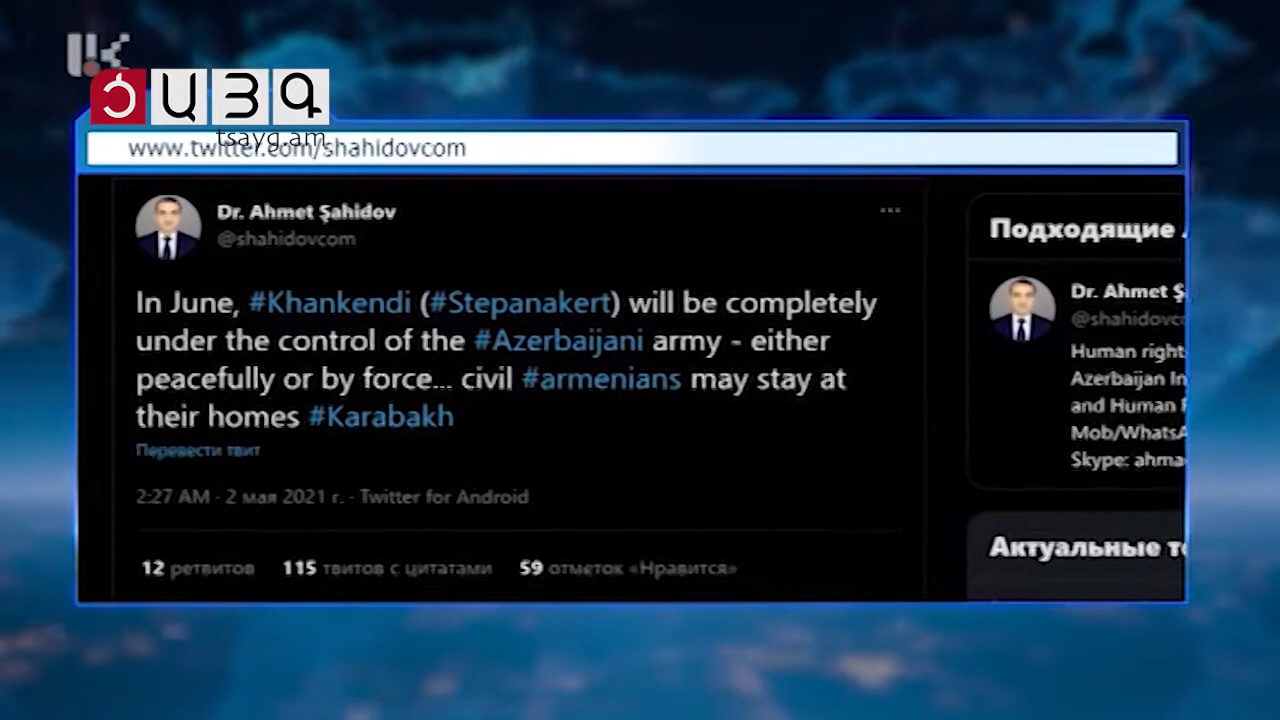 ՑԱՅԳ
tsayg.am
www.twitter.com/shahidovcom
Dr. Ahmet Şahidov
@shahidovcom
In June, #Khankendi (#Stepanakert) will be completely
under the control of the #Azerbaijani army - either
peacefully or by force... civil #armenians may stay at
their homes #Karabakh
Перевести твит
2:27 AM · 2 мая 2021 г. · Twitter for Android
12 ретвитов 115 твитов с цитатами 59 отметок «Нравится»
Подходящие
Dr. Ahmet Ş
@shahidovc
Human right
Azerbaijan In
and Human
Mob/WhatsA
Skype: ahma
Актуальные т